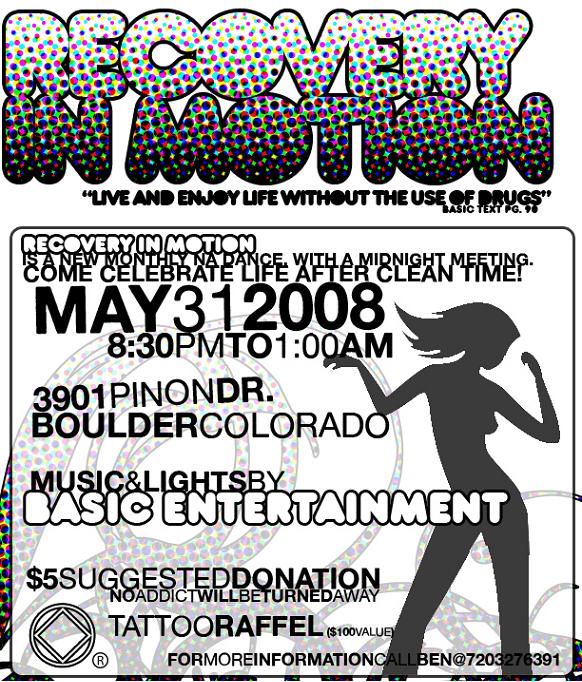 RECOVERY
IN MOTION
“LIVE AND ENJOY LIFE WITHOUT THE USE OF DRUGS”
BASIC TEXT PG. 90
RECOVERY IN MOTION
IS A NEW MONTHLY NA DANCE, WITH A MIDNIGHT MEETING.
COME CELEBRATE LIFE AFTER CLEAN TIME!
MAY312008
8:30PMTO1:00AM
3901PINONDR.
BOULDERCOLORADO
MUSIC&LIGHTSBY
BASIC ENTERTAINMENT
$5SUGGESTEDDONATION
NOADDICTWILLBETURNEDAWAY
TATTOORAFFEL ($100VALUE)
®
FORMOREINFORMATIONCALLBEN@7203276391